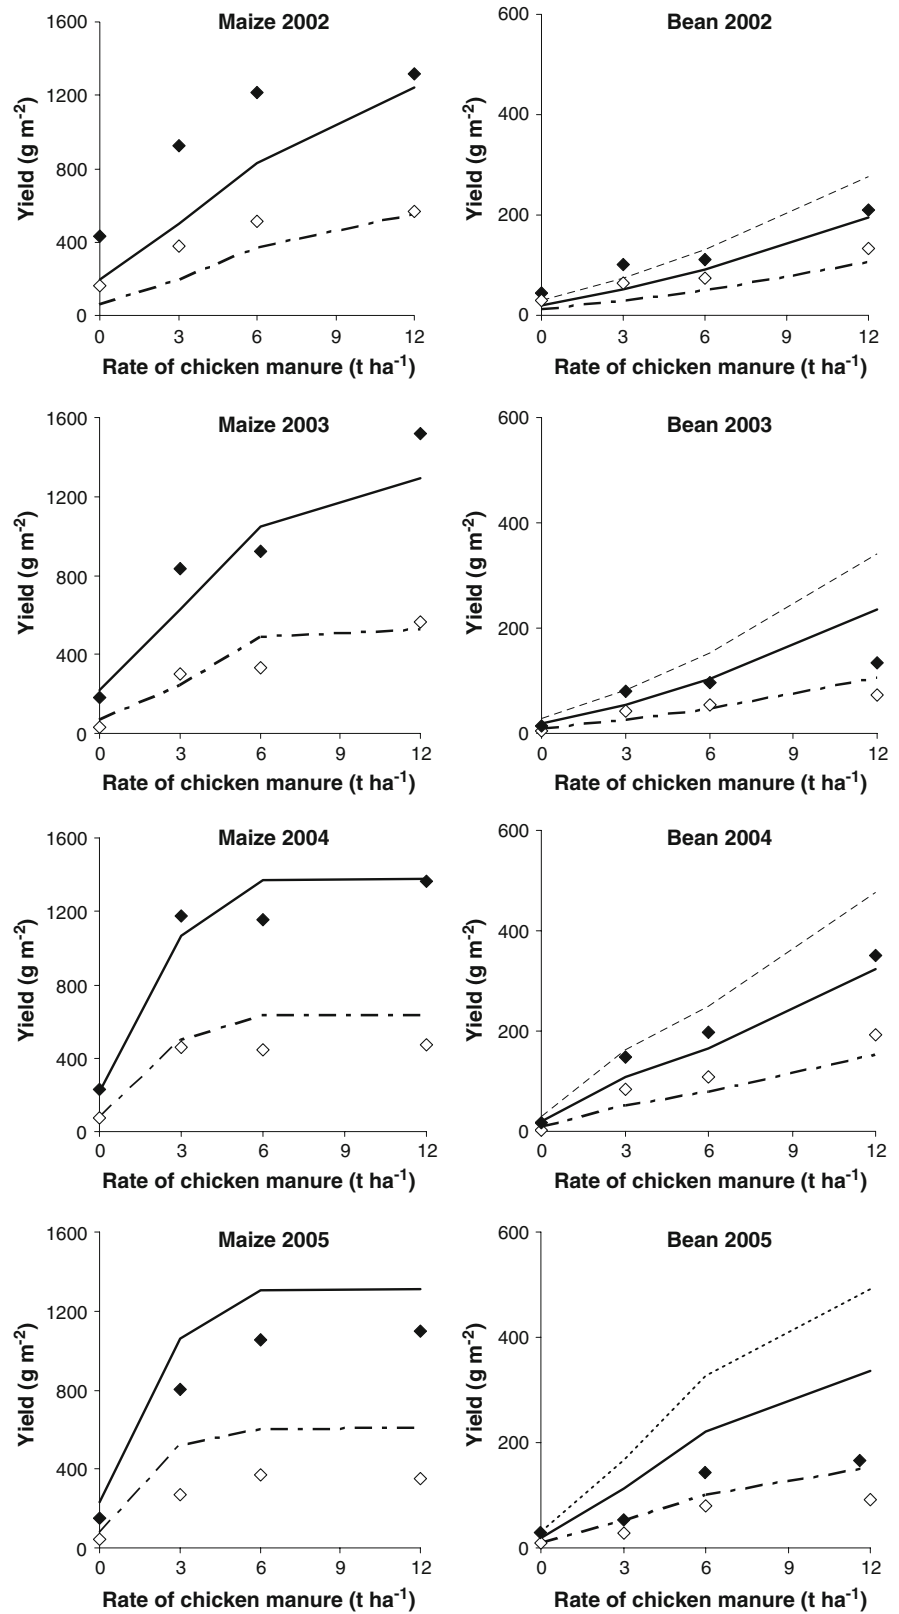 Maize 2002
1600
1200
800
400
0
Yield (g m-2)
0 3 6 9 12
Rate of chicken manure (t ha-1)
Bean 2002
600
400
200
0
Yield (g m-2)
0 3 6 9 12
Rate of chicken manure (t ha-1)
Maize 2003
1600
1200
800
400
0
Yield (g m-2)
0 3 6 9 12
Rate of chicken manure (t ha-1)
Bean 2003
600
400
200
0
Yield (g m-2)
0 3 6 9 12
Rate of chicken manure (t ha-1)
Maize 2004
1600
1200
800
400
0
Yield (g m-2)
0 3 6 9 12
Rate of chicken manure (t ha-1)
Bean 2004
600
400
200
0
Yield (g m-2)
0 3 6 9 12
Rate of chicken manure (t ha-1)
Maize 2005
1600
1200
800
400
0
Yield (g m-2)
0 3 6 9 12
Rate of chicken manure (t ha-1)
Bean 2005
600
400
200
0
Yield (g m-2)
0 3 6 9 12
Rate of chicken manure (t ha-1)